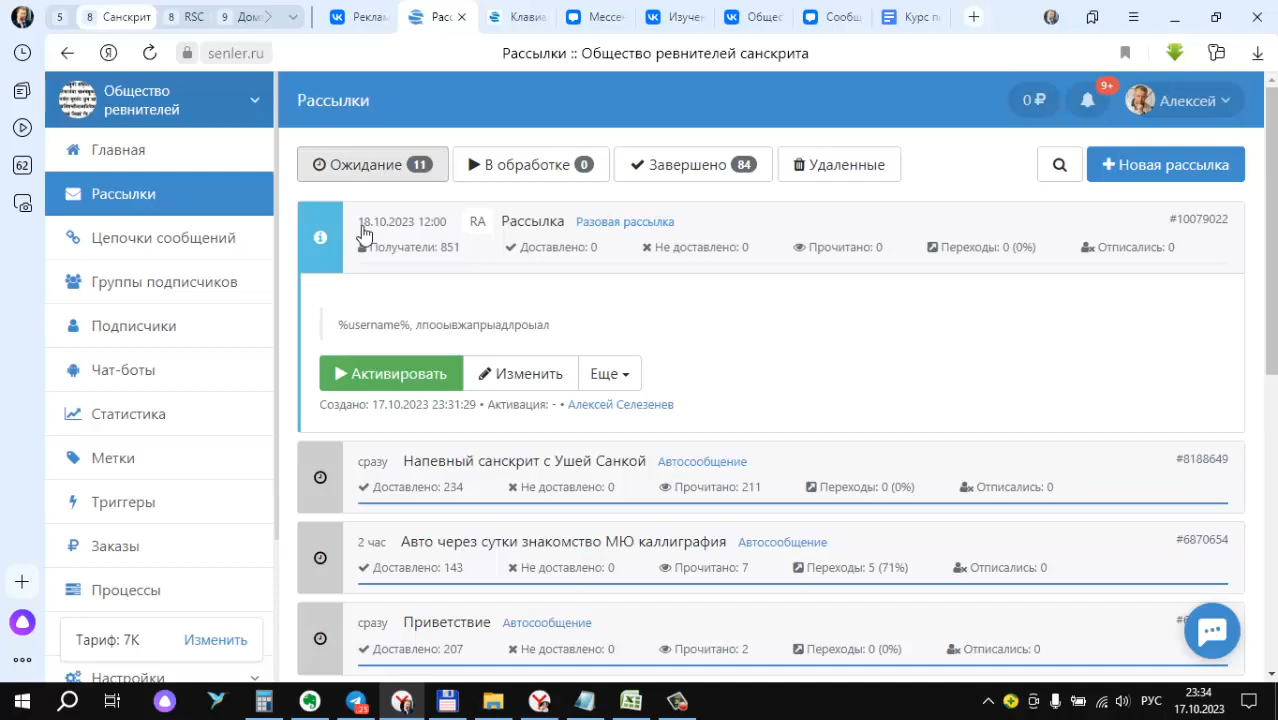 Санскрит
8 RSC
9 Дом
Реклам
Расс
Клавиа
Мессен
Изучен
Общес
Сообщ
Курс п
senler.ru
Рассылки :: Общество ревнителей санскрита
Общество
ревнителей
Рассылки
0 ₽
9+
Алексей
62
Главная
Рассылки
Цепочки сообщений
Группы подписчиков
Подписчики
Чат-боты
Статистика
Метки
Триггеры
Заказы
Процессы
Тариф: 7K Изменить
Настройки
Ожидание 11 В обработке 0 Завершено 84 Удаленные
Новая рассылка
18.10.2023 12:00 RA Рассылка Разовая рассылка #10079022
Получатели: 851 Доставлено: 0 Не доставлено: 0 Прочитано: 0 Переходы: 0 (0%) Отписались: 0
%username%, лпооывжапрыадлроыал
Активировать Изменить Еще
Создано: 17.10.2023 23:31:29 • Активация: - • Алексей Селезенев
сразу Напевный санскрит с Ушей Санкой Автосообщение #8188649
Доставлено: 234 Не доставлено: 0 Прочитано: 211 Переходы: 0 (0%) Отписались: 0
2 час Авто через сутки знакомство МЮ каллиграфия Автосообщение #6870654
Доставлено: 143 Не доставлено: 0 Прочитано: 7 Переходы: 5 (71%) Отписались: 0
сразу Приветствие Автосообщение
Доставлено: 207 Не доставлено: 0 Прочитано: 2 Переходы: 0 (0%) Отписались: 0
РУС
23:34
17.10.2023